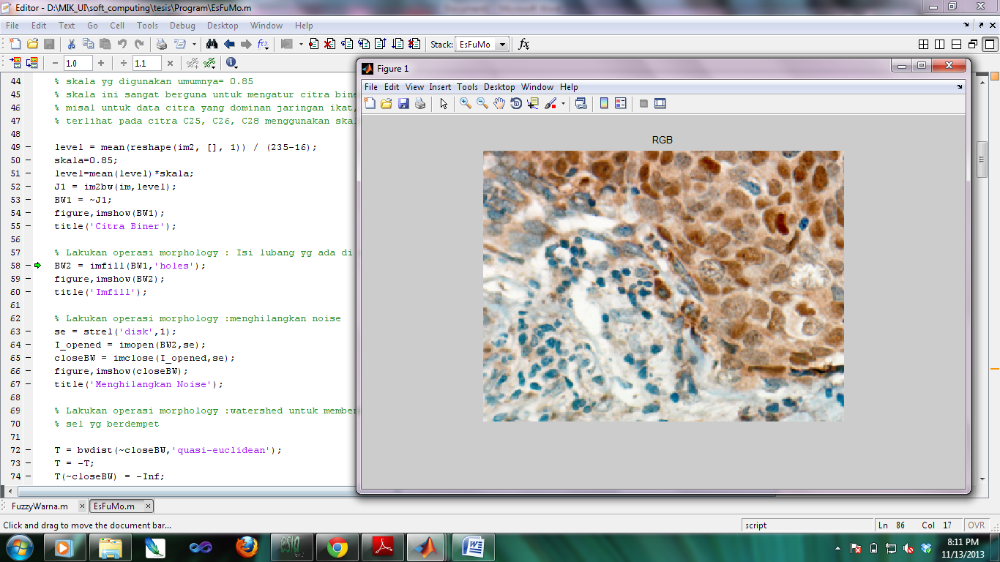 Editor - D:\MIK_UI\soft_computing\tesis\Program\EsFuMo.m
File Edit Text Go Cell Tools Debug Desktop Window Help
Stack: EsFuMo
fx
1.0
1.1
44 % skala yg digunakan umumnya= 0.85
45 % skala ini sangat berguna untuk mengatur citra bine
46 % misal untuk data citra yang dominan jaringan ikat,
47 % terlihat pada citra C25, C26, C28 menggunakan ska
48
49 level = mean(reshape(im2, [], 1)) / (235-16);
50 skala=0.85;
51 level=mean(level)*skala;
52 J1 = im2bw(im,level);
53 BW1 = ~J1;
54 figure,imshow(BW1);
55 title('Citra Biner');
56
57 % Lakukan operasi morphology : Isi lubang yg ada di
58 BW2 = imfill(BW1,'holes');
59 figure,imshow(BW2);
60 title('Imfill');
61
62 % Lakukan operasi morphology :menghilangkan noise
63 se = strel('disk',1);
64 I_opened = imopen(BW2,se);
65 closeBW = imclose(I_opened,se);
66 figure,imshow(closeBW);
67 title('Menghilangkan Noise');
68
69 % Lakukan operasi morphology :watershed untuk member
70 % sel yg berdempet
71
72 T = bwdist(~closeBW,'quasi-euclidean');
73 T = -T;
74 T(~closeBW) = -Inf;
Figure 1
File Edit View Insert Tools Desktop Window Help
RGB
FuzzyWarna.m × EsFuMo.m ×
Click and drag to move the document bar...
script
Ln 86 Col 17 OVR
8:11 PM
11/13/2013